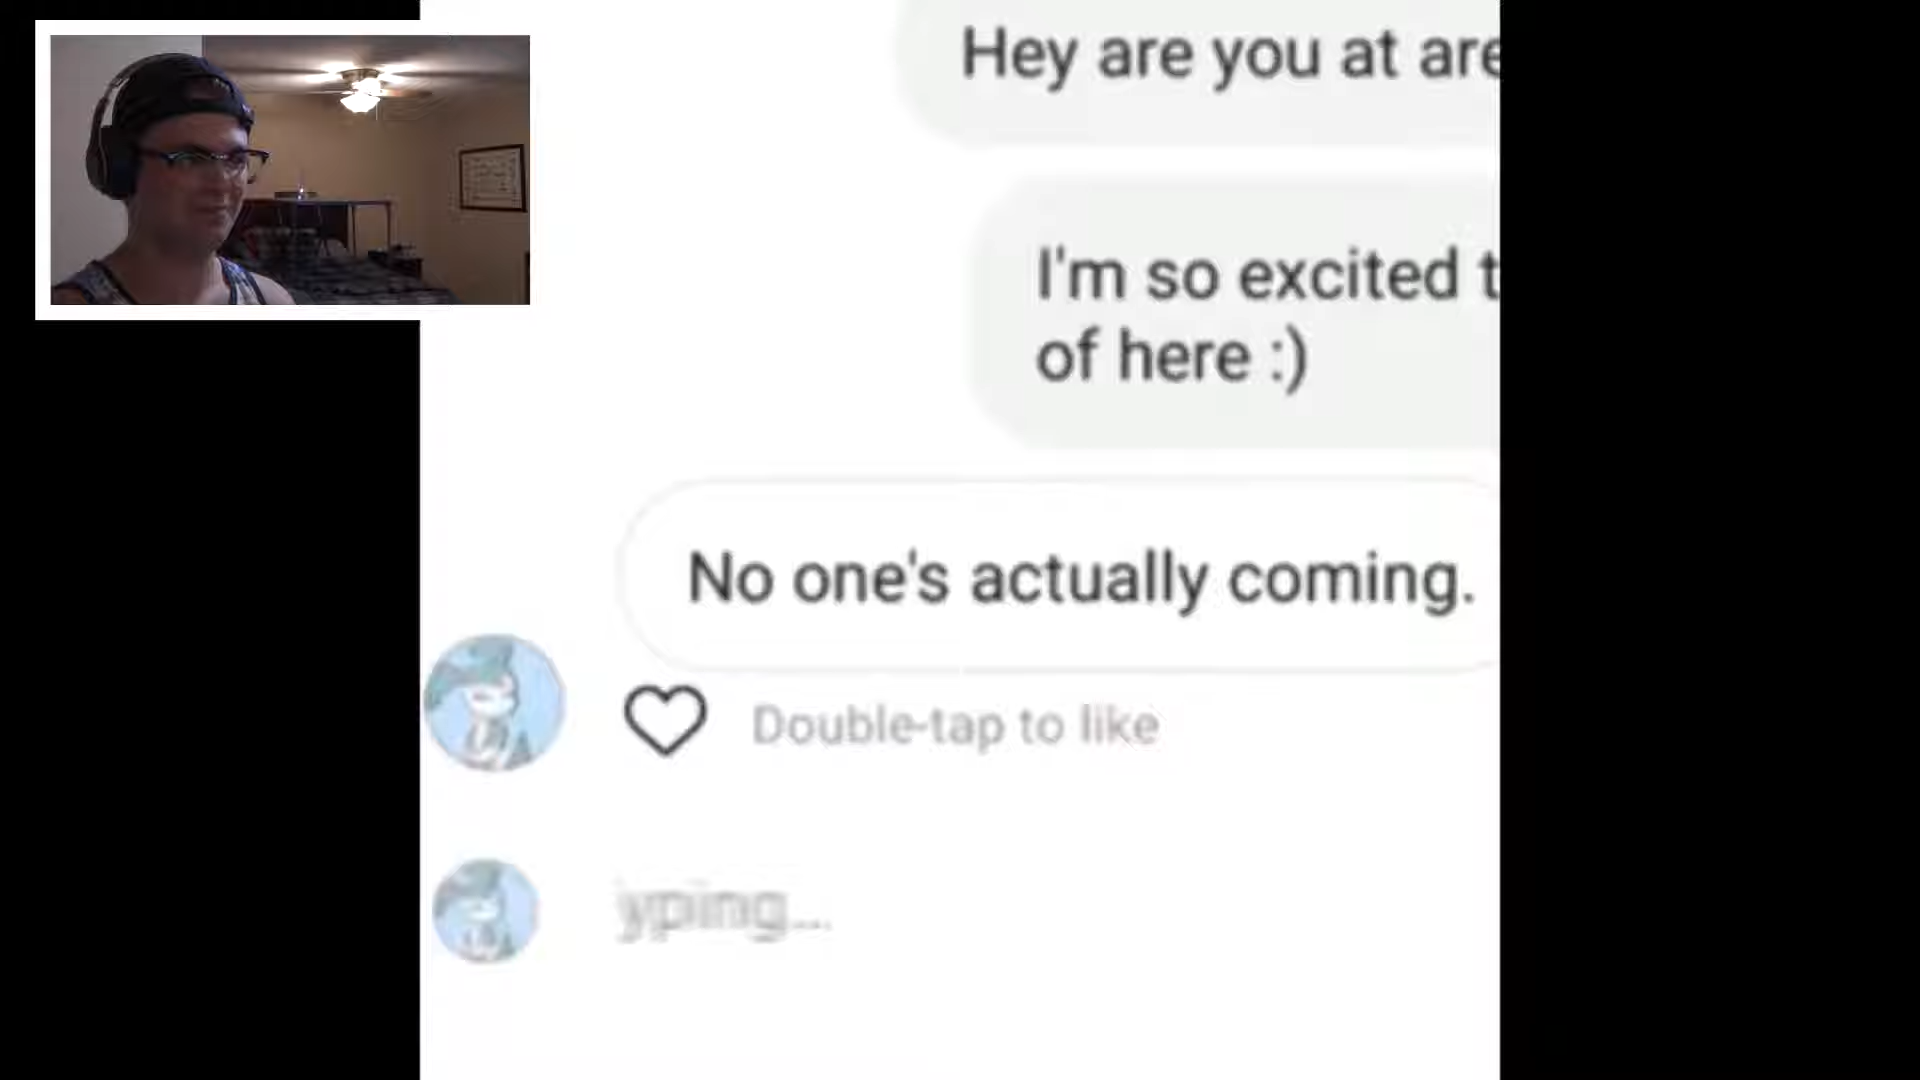 Hey are you at are
I'm so excited t
of here :)
No one's actually coming.
Double-tap to like
yping...